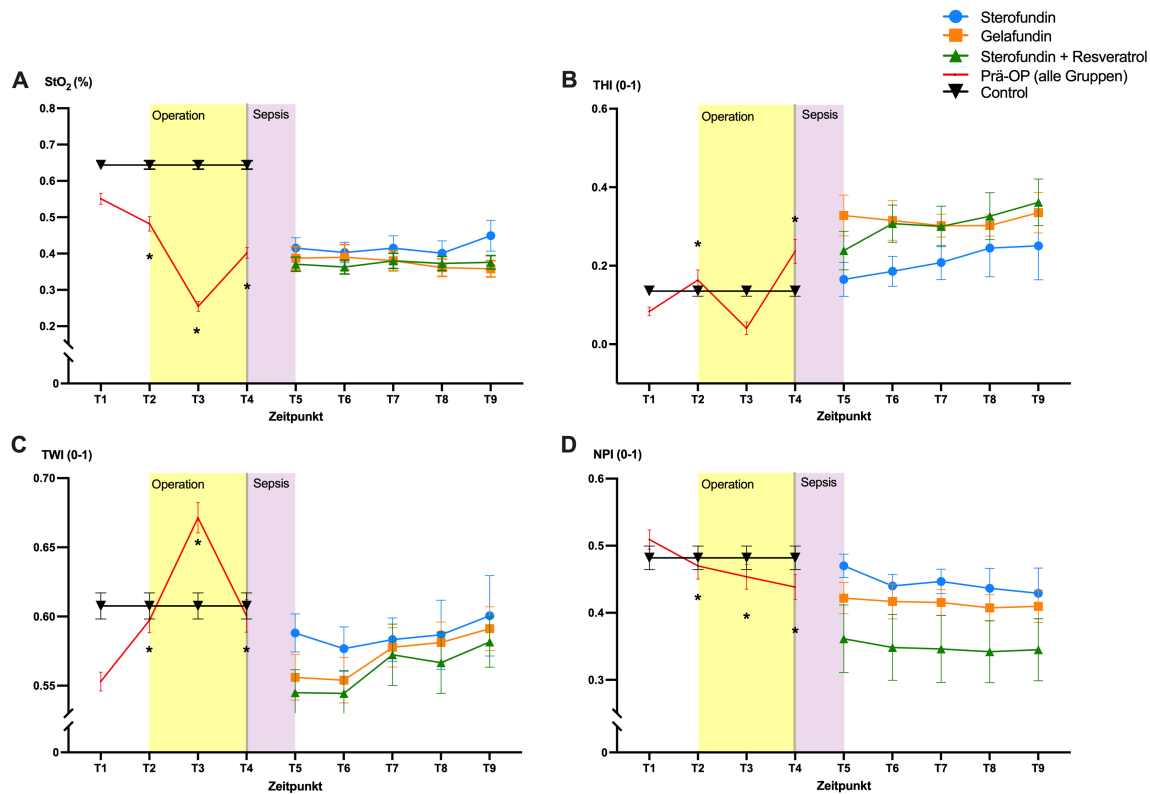 Sterofundin
Gelafundin
Sterofundin + Resveratrol
Prä-OP (alle Gruppen)
Control
A
StO₂ (%)
Operation
Sepsis
0.8
0.7
0.6
0.5
0.4
0.3
0.2
0
*
*
*
T1 T2 T3 T4 T5 T6 T7 T8 T9
Zeitpunkt
B
THI (0-1)
Operation
Sepsis
0.6
0.4
0.2
0.0
*
*
T1 T2 T3 T4 T5 T6 T7 T8 T9
Zeitpunkt
C
TWI (0-1)
Operation
Sepsis
0.70
0.65
0.60
0.55
0
*
*
*
T1 T2 T3 T4 T5 T6 T7 T8 T9
Zeitpunkt
D
NPI (0-1)
Operation
Sepsis
0.6
0.5
0.4
0.3
0
*
*
*
T1 T2 T3 T4 T5 T6 T7 T8 T9
Zeitpunkt